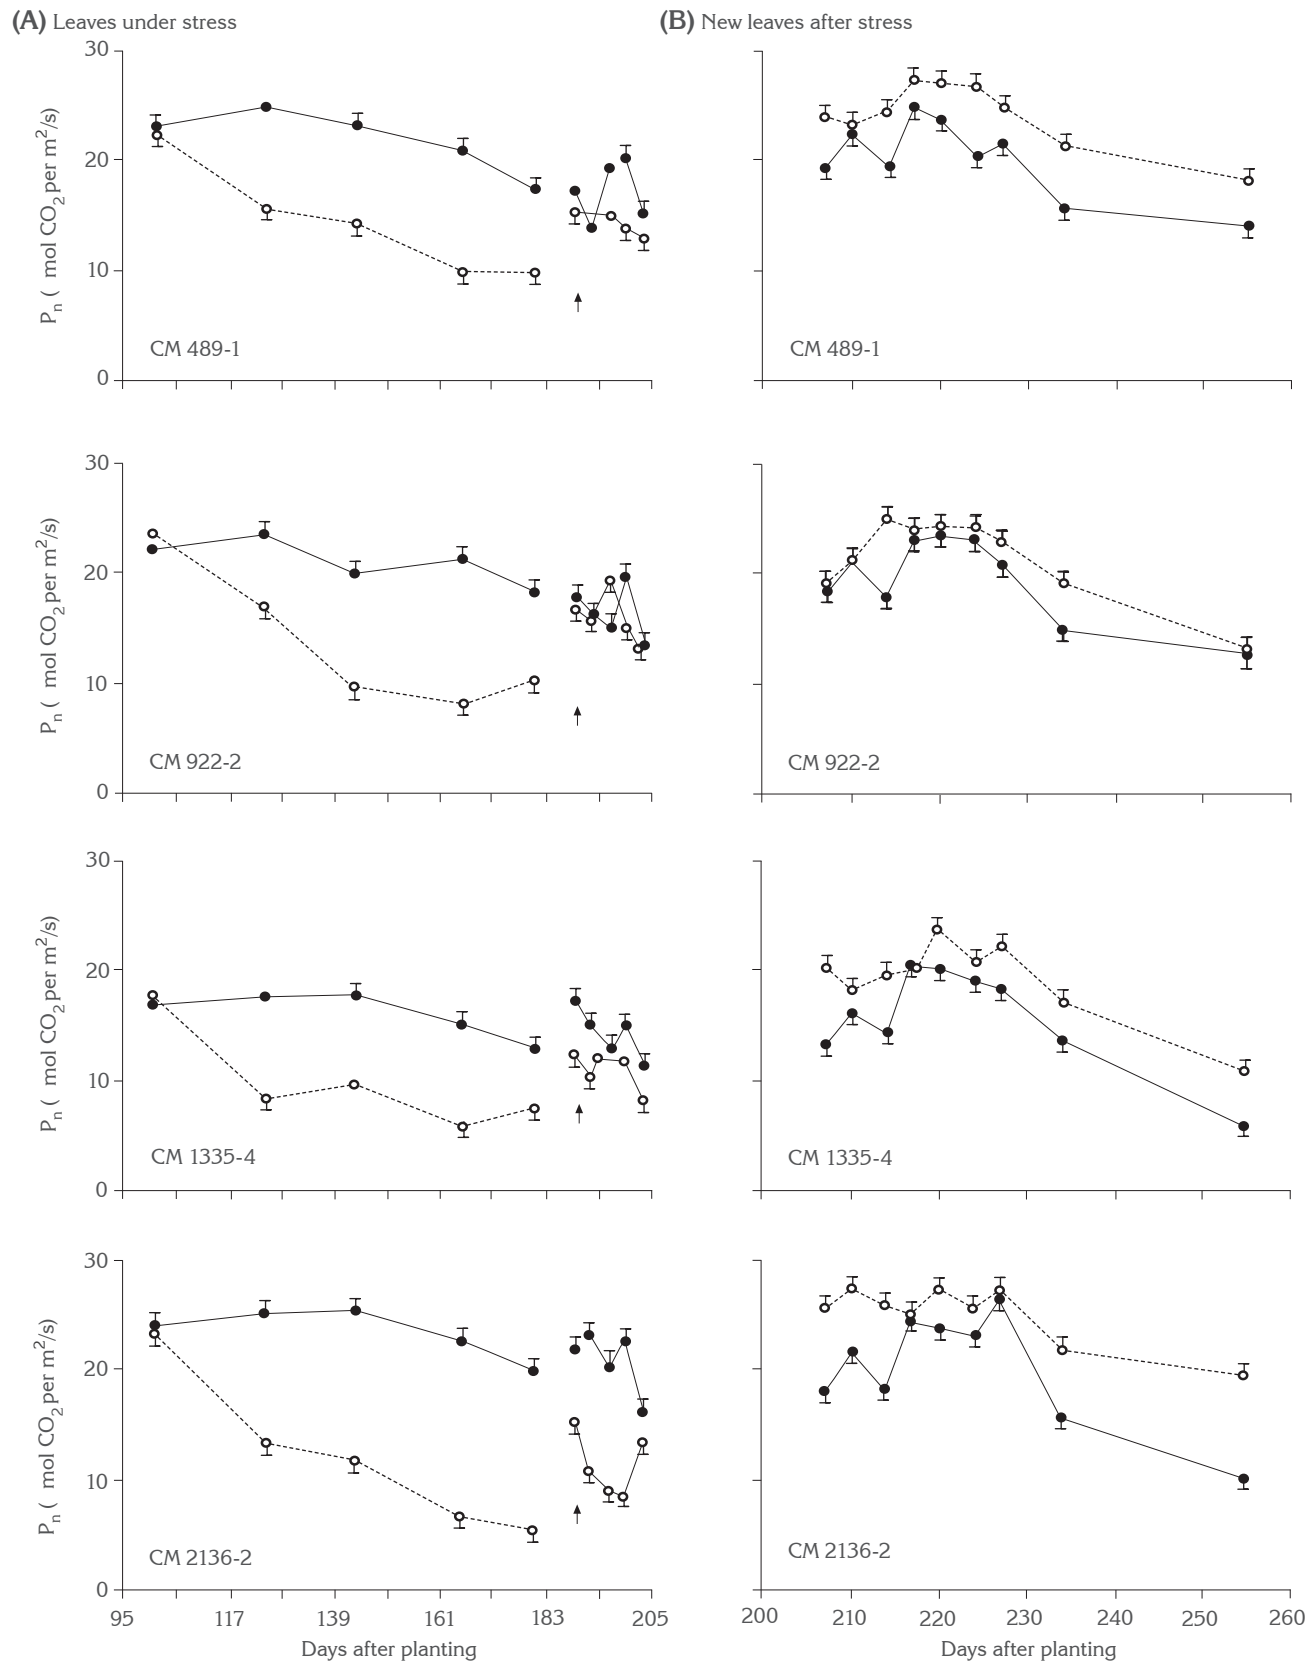 (A) Leaves under stress
30
20
10
0
Pn ( mol CO2 per m2/s)
CM 489-1
(B) New leaves after stress
CM 489-1
30
20
10
0
Pn ( mol CO2 per m2/s)
CM 922-2
CM 922-2
30
20
10
0
Pn ( mol CO2 per m2/s)
CM 1335-4
CM 1335-4
30
20
10
0
Pn ( mol CO2 per m2/s)
CM 2136-2
95 117 139 161 183 205
Days after planting
CM 2136-2
200 210 220 230 240 250 260
Days after planting